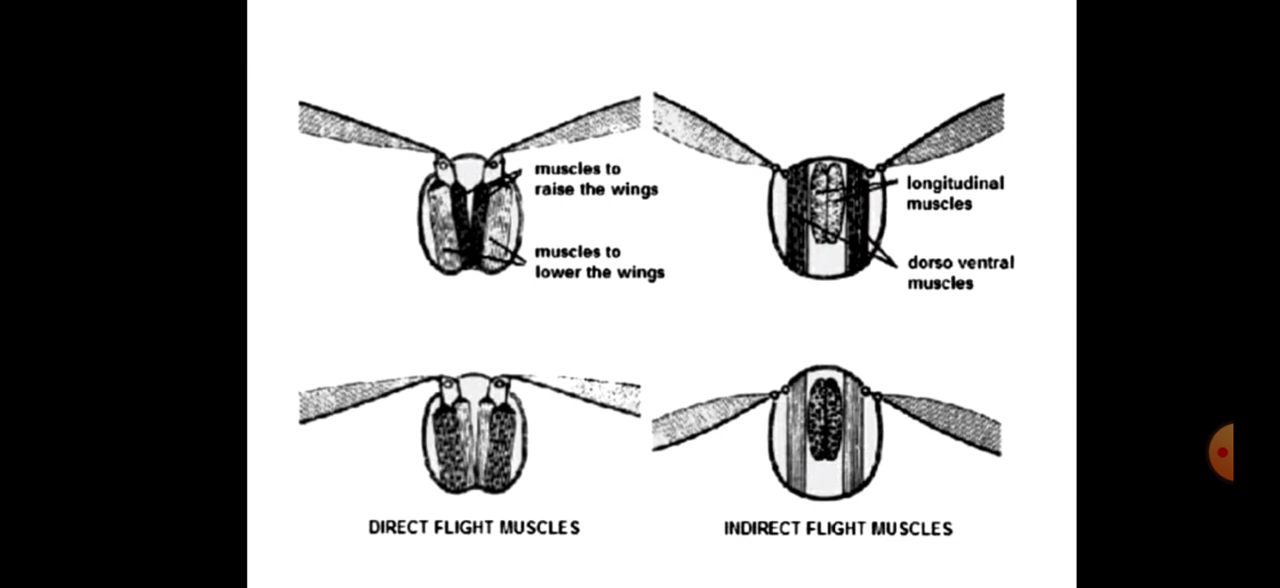 muscles to
raise the wings
muscles to
lower the wings
longitudinal
muscles
dorso ventral
muscles
DIRECT FLIGHT MUSCLES
INDIRECT FLIGHT MUSCLES